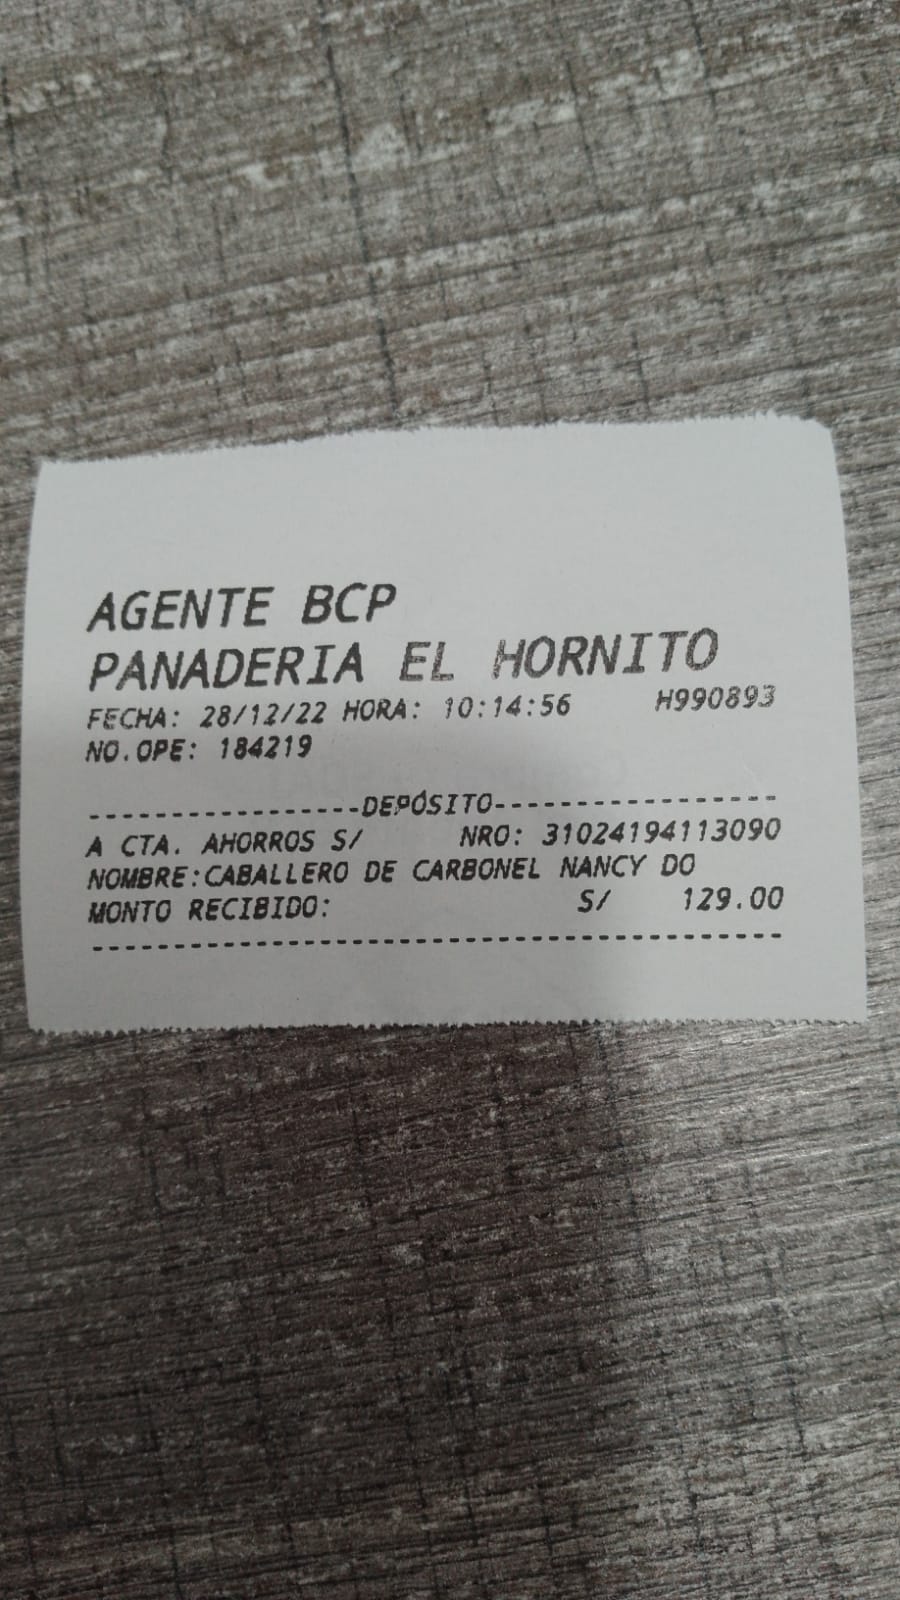 AGENTE BCP
PANADERIA EL HORNITO
FECHA: 28/12/22 HORA: 10:14:56 H990893
NO.OPE: 184219
-----------------DEPÓSITO------------------
A CTA. AHORROS S/ NRO: 31024194113090
NOMBRE:CABALLERO DE CARBONEL NANCY DO
MONTO RECIBIDO: S/ 129.00
-------------------------------------------